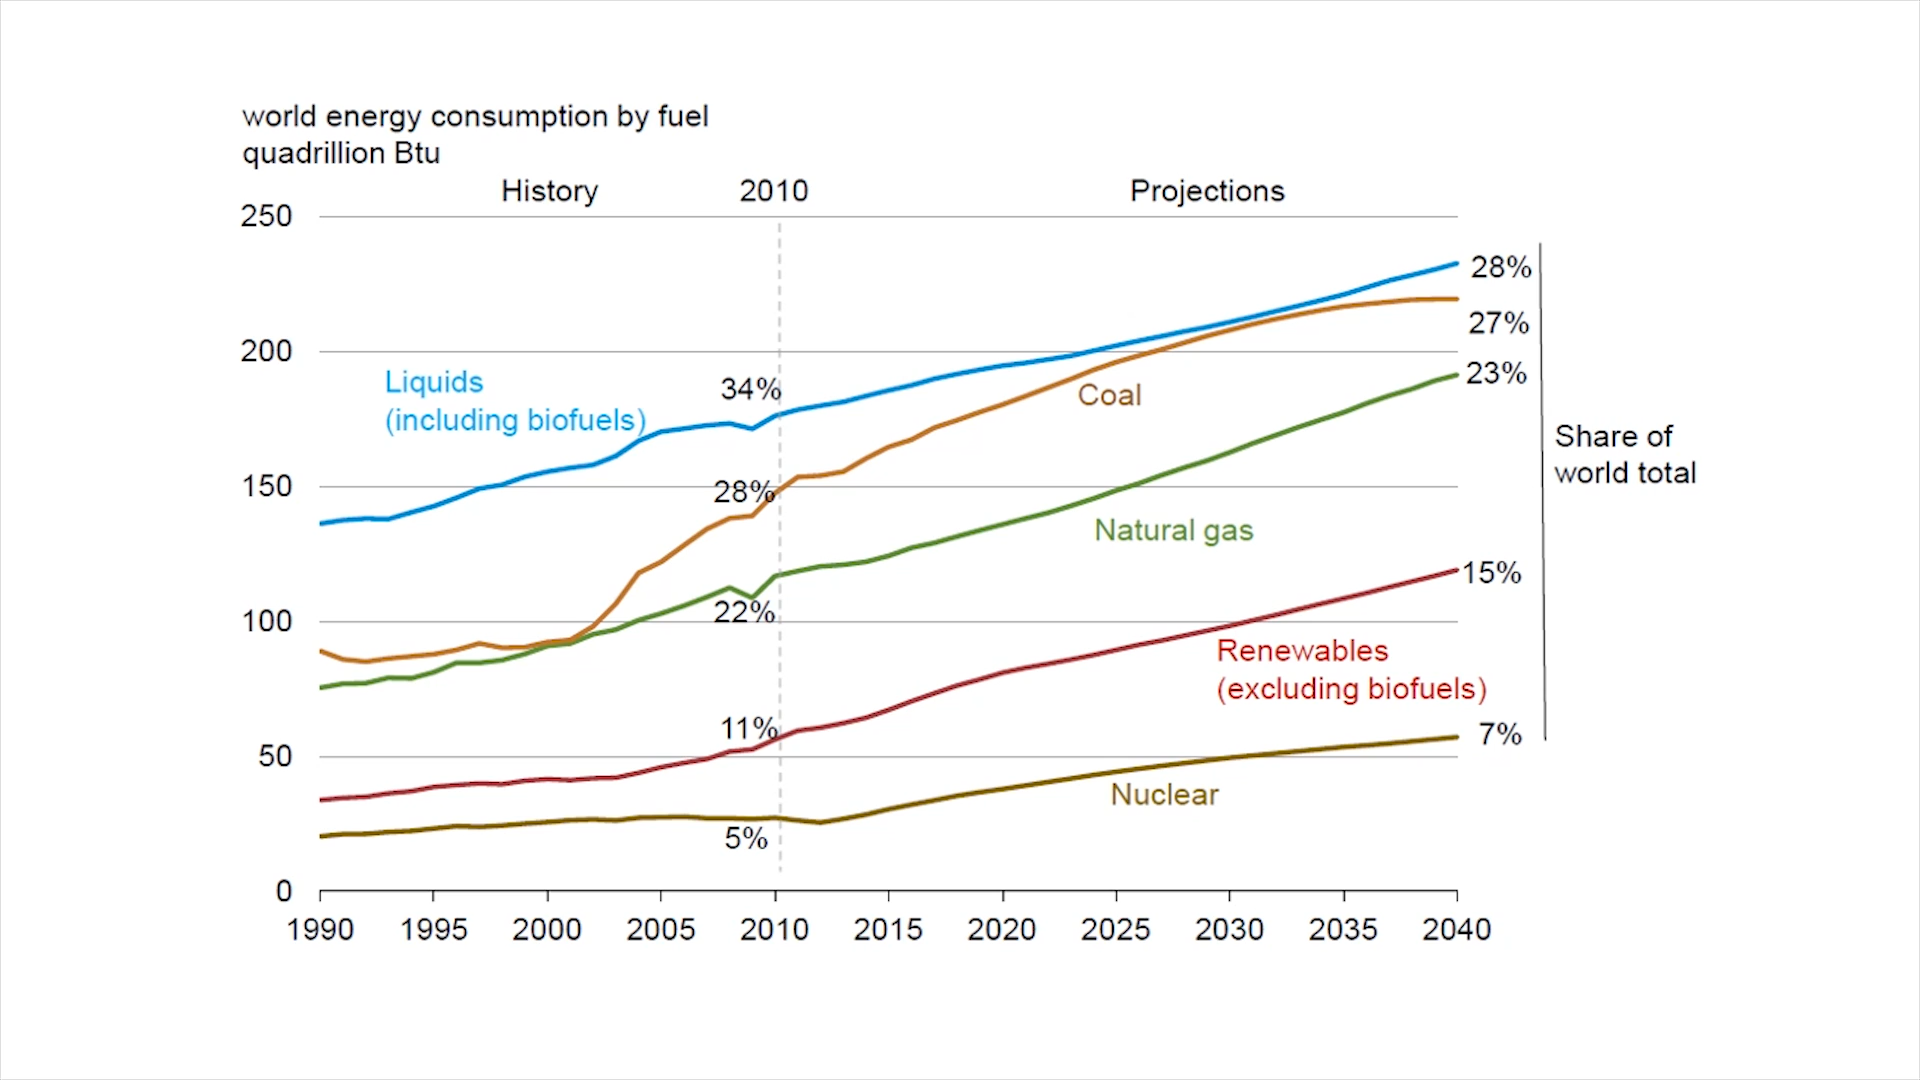 world energy consumption by fuel
quadrillion Btu
History
2010
Projections
250
200
150
100
50
0
Liquids
(including biofuels)
34%
28%
22%
11%
5%
Coal
Natural gas
Renewables
(excluding biofuels)
Nuclear
28%
27%
23%
15%
7%
Share of
world total
1990
1995
2000
2005
2010
2015
2020
2025
2030
2035
2040